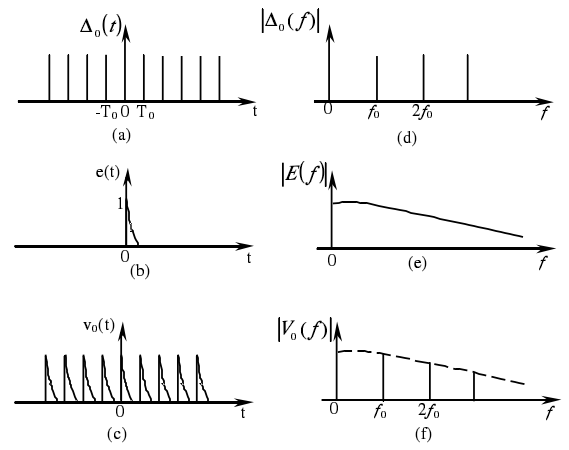 Δ₀(t)
-T₀ 0 T₀ t
(a)
|Δ₀(f)|
0 f₀ 2f₀ f
(d)
e(t)
1
0 t
(b)
|E(f)|
0 f
(e)
v₀(t)
0 t
(c)
|V₀(f)|
0 f₀ 2f₀ f
(f)